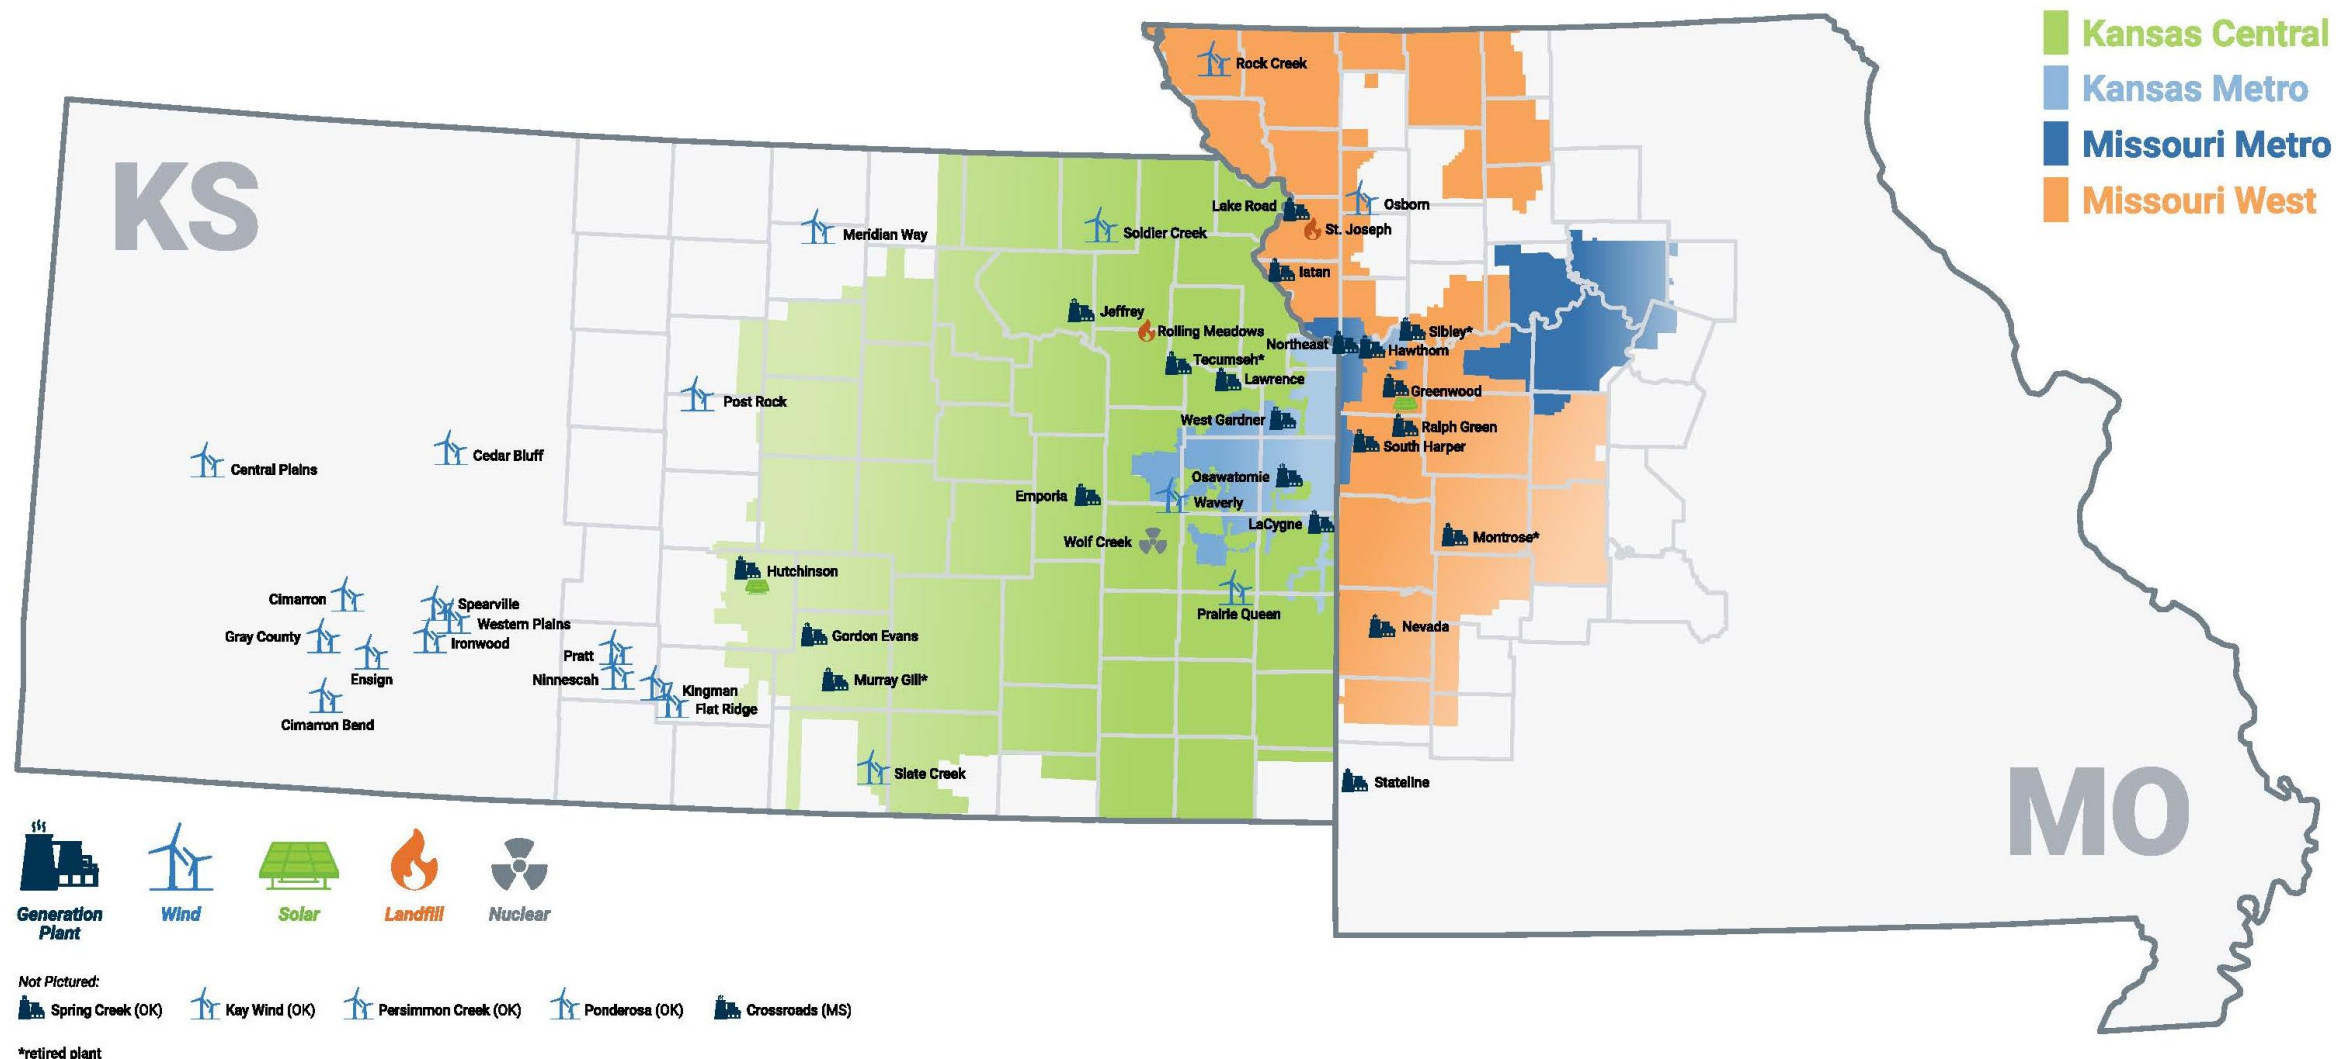 Kansas Central
Kansas Metro
Missouri Metro
Missouri West
KS
MO
Rock Creek
Lake Road
Osborn
St. Joseph
Iatan
Meridian Way
Soldier Creek
Jeffrey
Rolling Meadows
Northeast
Sibley*
Hawthorn
Tecumseh*
Lawrence
Greenwood
Post Rock
West Gardner
Ralph Green
South Harper
Central Plains
Cedar Bluff
Osawatomie
Emporia
Waverly
LaCygne
Wolf Creek
Montrose*
Hutchinson
Cimarron
Spearville
Western Plains
Gray County
Ironwood
Prairie Queen
Gordon Evans
Nevada
Pratt
Ensign
Ninnescah
Murray Gill*
Kingman
Flat Ridge
Cimarron Bend
Slate Creek
Stateline
Generation
Plant
Wind
Solar
Landfill
Nuclear
Not Pictured:
Spring Creek (OK)
Kay Wind (OK)
Persimmon Creek (OK)
Ponderosa (OK)
Crossroads (MS)
*retired plant